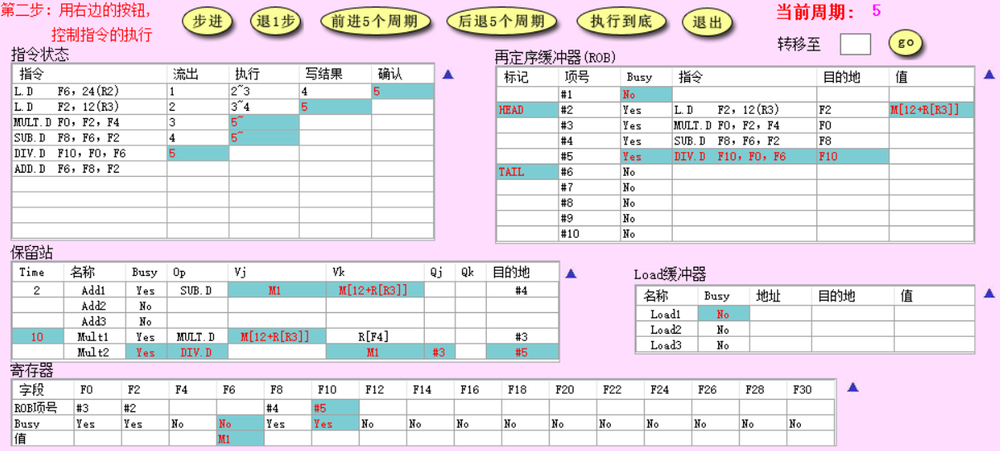 第二步：用右边的按钮，
控制指令的执行
步进 退1步 前进5个周期 后退5个周期 执行到底 退出
当前周期： 5
转移至 go
指令状态
指令 流出 执行 写结果 确认
L.D F6，24(R2) 1 2~3 4 5
L.D F2，12(R3) 2 3~4 5
MULT.D F0，F2，F4 3 5~
SUB.D F8，F6，F2 4 5~
DIV.D F10，F0，F6 5
ADD.D F6，F8，F2
再定序缓冲器(ROB)
标记 项号 Busy 指令 目的地 值
#1 No
HEAD #2 Yes L.D F2，12(R3) F2 M[12+R[R3]]
#3 Yes MULT.D F0，F2，F4 F0
#4 Yes SUB.D F8，F6，F2 F8
#5 Yes DIV.D F10，F0，F6 F10
TAIL #6 No
#7 No
#8 No
#9 No
#10 No
保留站
Time 名称 Busy Op Vj Vk Qj Qk 目的地
2 Add1 Yes SUB.D M1 M[12+R[R3]] #4
Add2 No
Add3 No
10 Mult1 Yes MULT.D M[12+R[R3]] R[F4] #3
Mult2 Yes DIV.D M1 #3 #5
Load缓冲器
名称 Busy 地址 目的地 值
Load1 No
Load2 No
Load3 No
寄存器
字段 F0 F2 F4 F6 F8 F10 F12 F14 F16 F18 F20 F22 F24 F26 F28 F30
ROB项号 #3 #2 #4 #5
Busy Yes Yes No No Yes Yes No No No No No No No No No No
值 M1